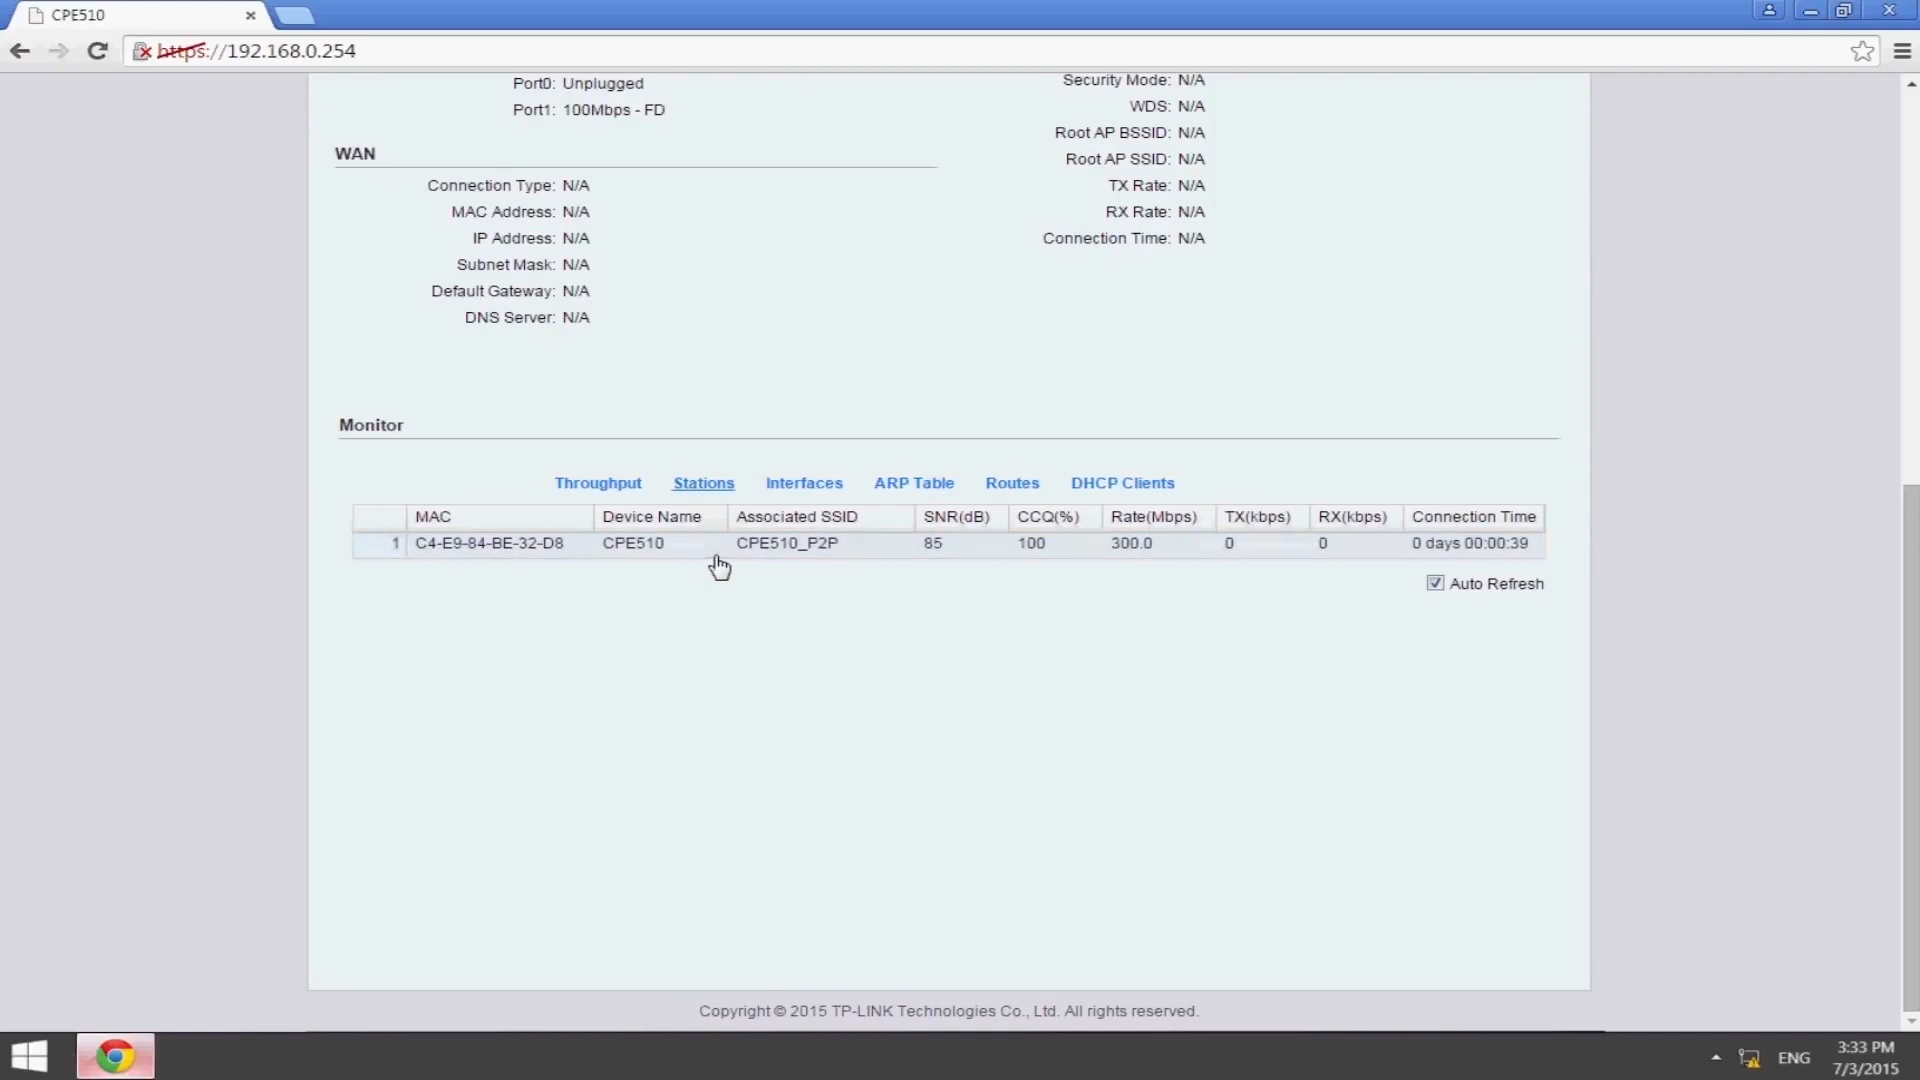 CPE510
https://192.168.0.254
Port0: Unplugged
Port1: 100Mbps - FD
WAN
Connection Type: N/A
MAC Address: N/A
IP Address: N/A
Subnet Mask: N/A
Default Gateway: N/A
DNS Server: N/A
Security Mode: N/A
WDS: N/A
Root AP BSSID: N/A
Root AP SSID: N/A
TX Rate: N/A
RX Rate: N/A
Connection Time: N/A
Monitor
Throughput Stations Interfaces ARP Table Routes DHCP Clients
MAC Device Name Associated SSID SNR(dB) CCQ(%) Rate(Mbps) TX(kbps) RX(kbps) Connection Time
1 C4-E9-84-BE-32-D8 CPE510 CPE510_P2P 85 100 300.0 0 0 0 days 00:00:39
Auto Refresh
Copyright © 2015 TP-LINK Technologies Co., Ltd. All rights reserved.
ENG
3:33 PM
7/3/2015